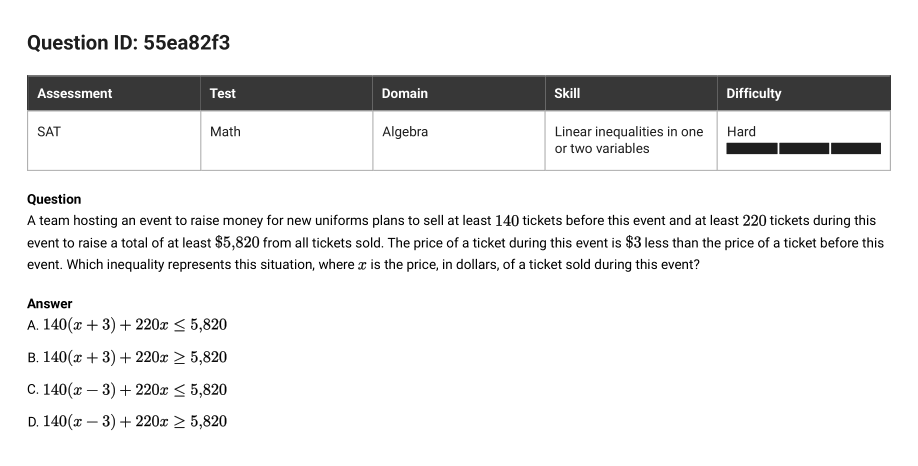 Question ID: 55ea82f3
Assessment Test Domain Skill Difficulty
SAT Math Algebra Linear inequalities in one or two variables Hard
Question
A team hosting an event to raise money for new uniforms plans to sell at least 140 tickets before this event and at least 220 tickets during this
event to raise a total of at least $5,820 from all tickets sold. The price of a ticket during this event is $3 less than the price of a ticket before this
event. Which inequality represents this situation, where x is the price, in dollars, of a ticket sold during this event?
Answer
A. 140(x + 3) + 220x ≤ 5,820
B. 140(x + 3) + 220x ≥ 5,820
C. 140(x − 3) + 220x ≤ 5,820
D. 140(x − 3) + 220x ≥ 5,820